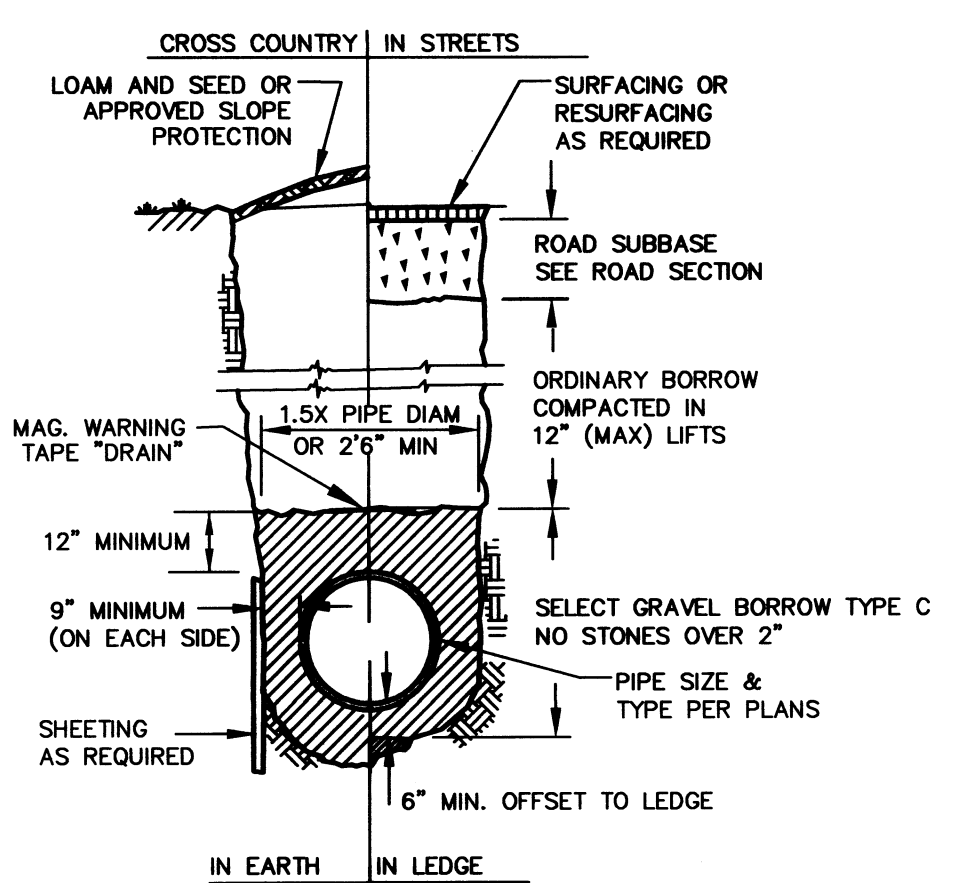 CROSS COUNTRY IN STREETS
LOAM AND SEED OR
APPROVED SLOPE
PROTECTION
SURFACING OR
RESURFACING
AS REQUIRED
ROAD SUBBASE
SEE ROAD SECTION
ORDINARY BORROW
COMPACTED IN
12" (MAX) LIFTS
1.5X PIPE DIAM
OR 2'6" MIN
MAG. WARNING
TAPE "DRAIN"
12" MINIMUM
9" MINIMUM
(ON EACH SIDE)
SELECT GRAVEL BORROW TYPE C
NO STONES OVER 2"
PIPE SIZE &
TYPE PER PLANS
SHEETING
AS REQUIRED
6" MIN. OFFSET TO LEDGE
IN EARTH IN LEDGE